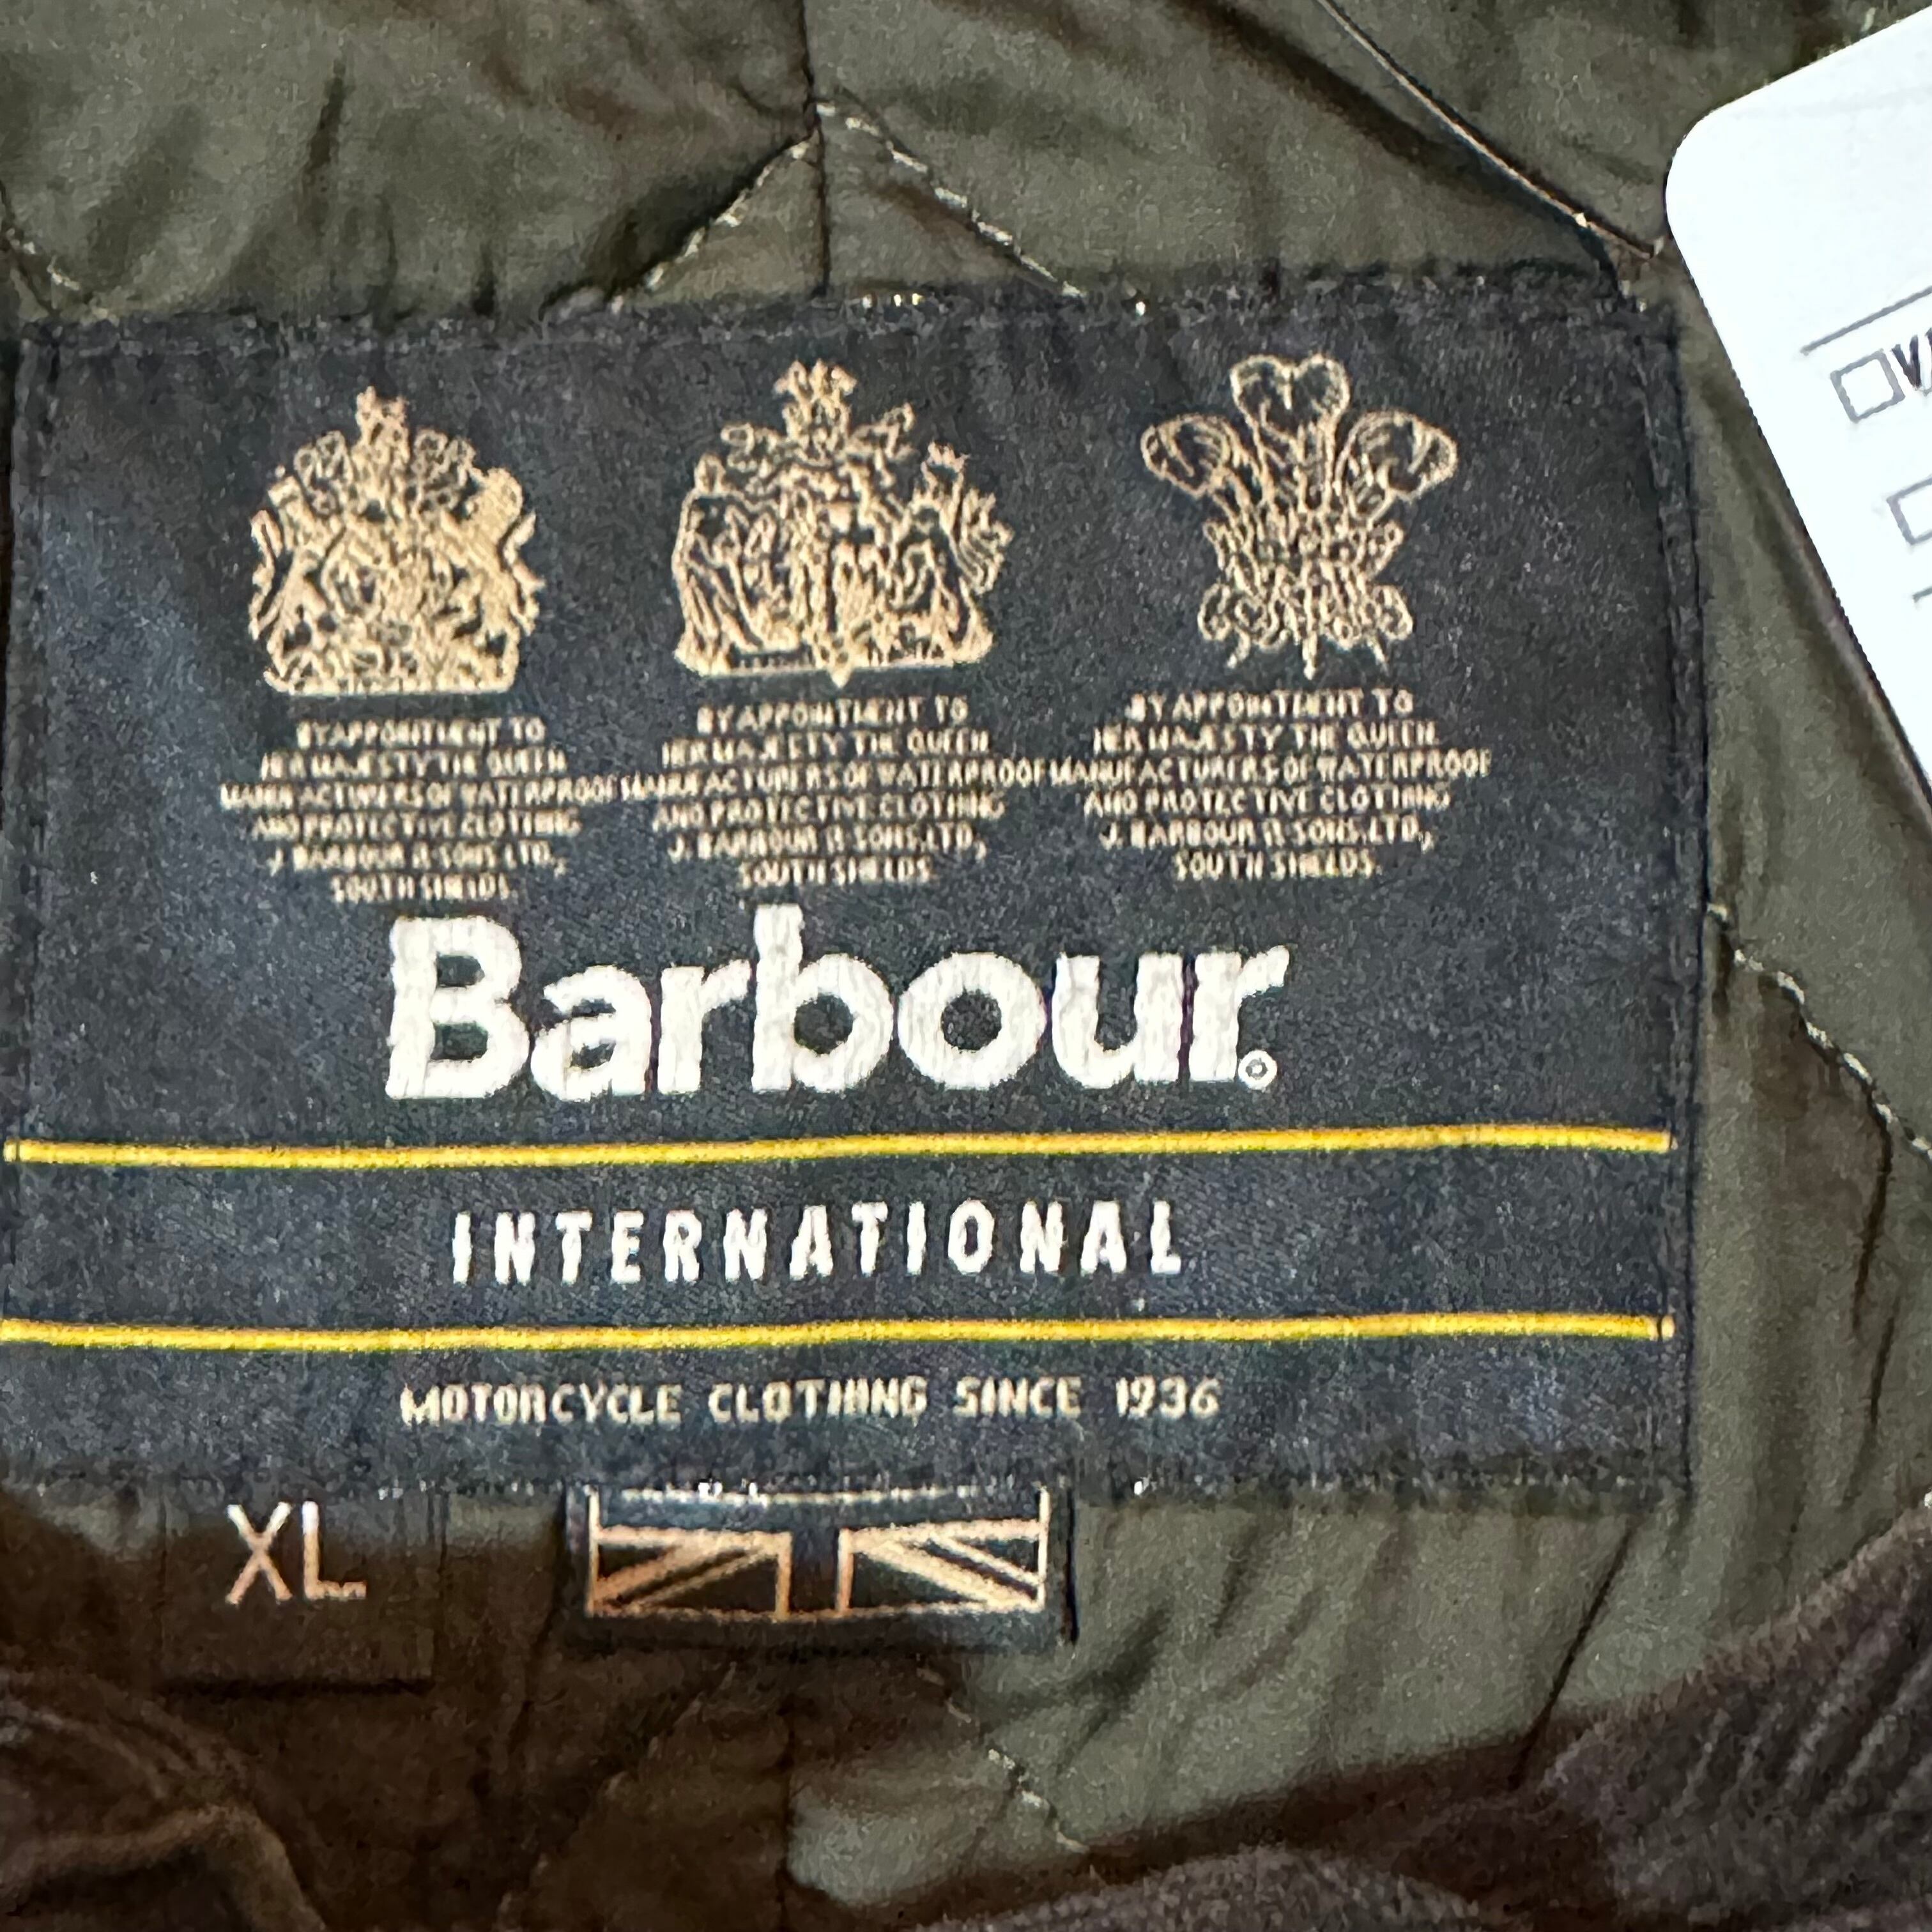 BY APPOINTMENT TO
HER MAJESTY THE QUEEN
MANUFACTURERS OF WATERPROOF
AND PROTECTIVE CLOTHING
J. BARBOUR & SONS LTD.,
SOUTH SHIELDS
BY APPOINTMENT TO
HER MAJESTY THE QUEEN
MANUFACTURERS OF WATERPROOF
AND PROTECTIVE CLOTHING
J. BARBOUR & SONS. LTD,
SOUTH SHIELDS
BY APPOINTMENT TO
HER MAJESTY THE QUEEN
MANUFACTURERS OF WATERPROOF
AND PROTECTIVE CLOTHING
J. BARBOUR & SONS. LTD.,
SOUTH SHIELDS.
Barbour
INTERNATIONAL
MOTORCYCLE CLOTHING SINCE 1936
XL